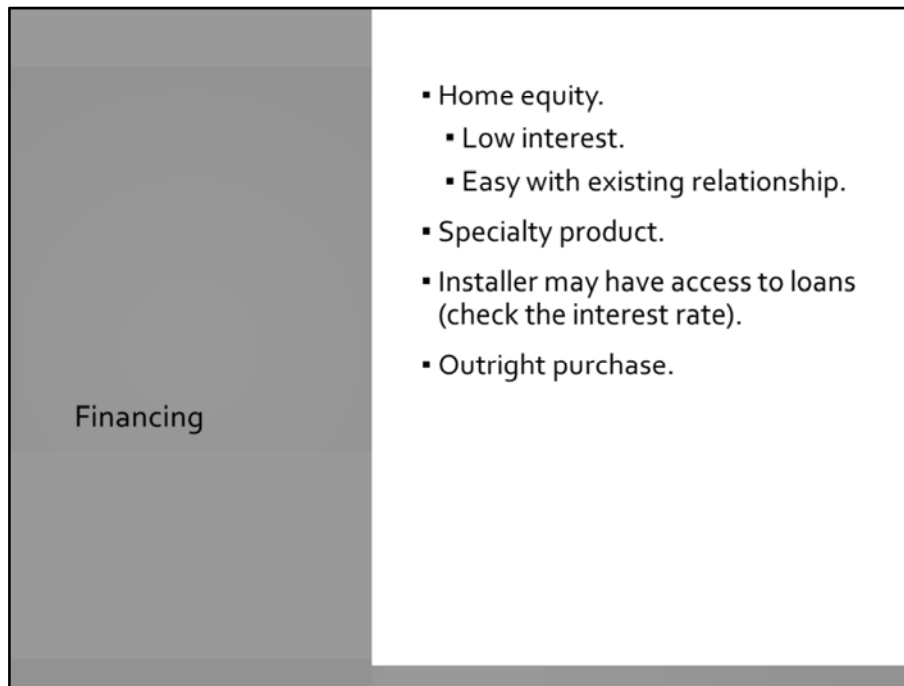 Financing
▪ Home equity.
▪ Low interest.
▪ Easy with existing relationship.
▪ Specialty product.
▪ Installer may have access to loans
(check the interest rate).
▪ Outright purchase.